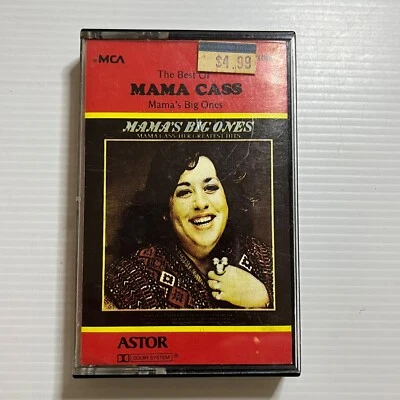 MCA
$4.99
The Best Of
MAMA CASS
Mama's Big Ones
MAMA'S BIG ONES
MAMA CASS·HER GREATEST HITS
ASTOR
DOLBY SYSTEM ®